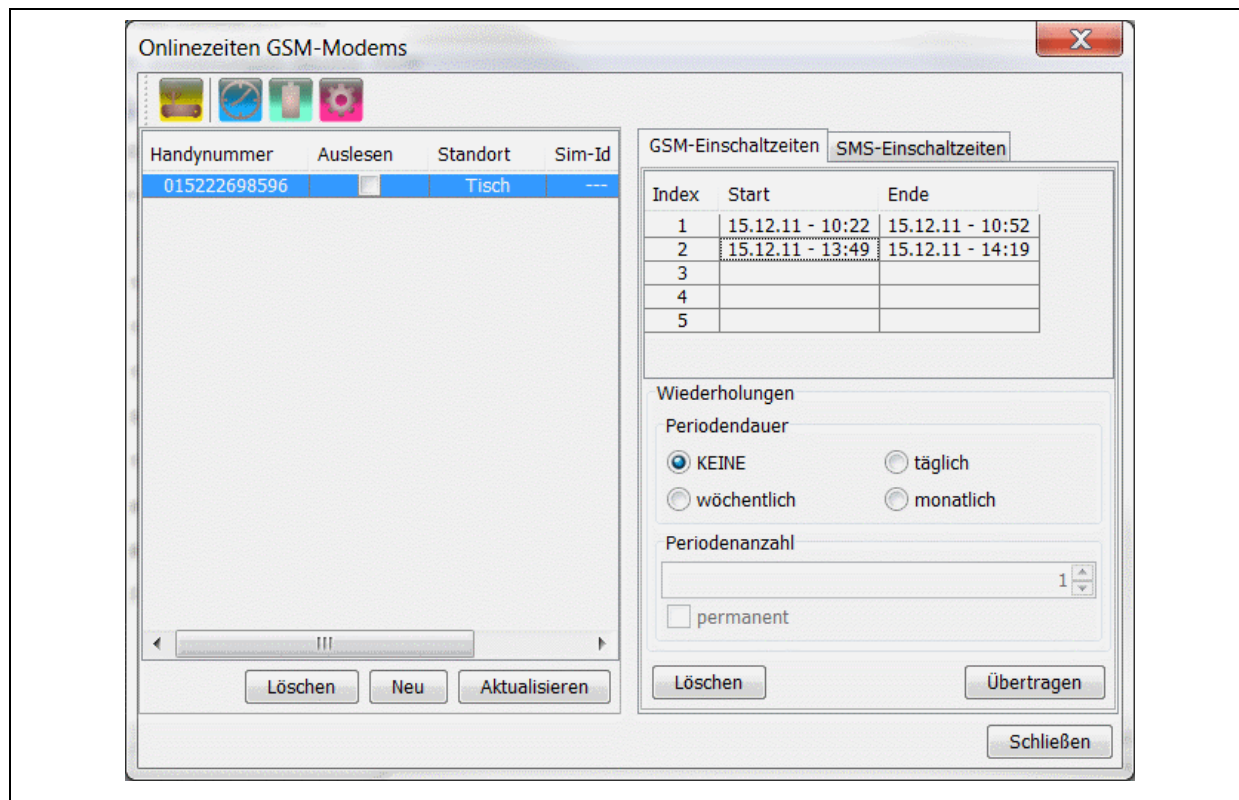 Onlinezeiten GSM-Modems
Handynummer Auslesen Standort Sim-Id
015222698596 Tisch ---
Löschen Neu Aktualisieren
GSM-Einschaltzeiten SMS-Einschaltzeiten
Index Start Ende
1 15.12.11 - 10:22 15.12.11 - 10:52
2 15.12.11 - 13:49 15.12.11 - 14:19
3
4
5
Wiederholungen
Periodendauer
KEINE täglich
wöchentlich monatlich
Periodenanzahl
1
permanent
Löschen Übertragen
Schließen